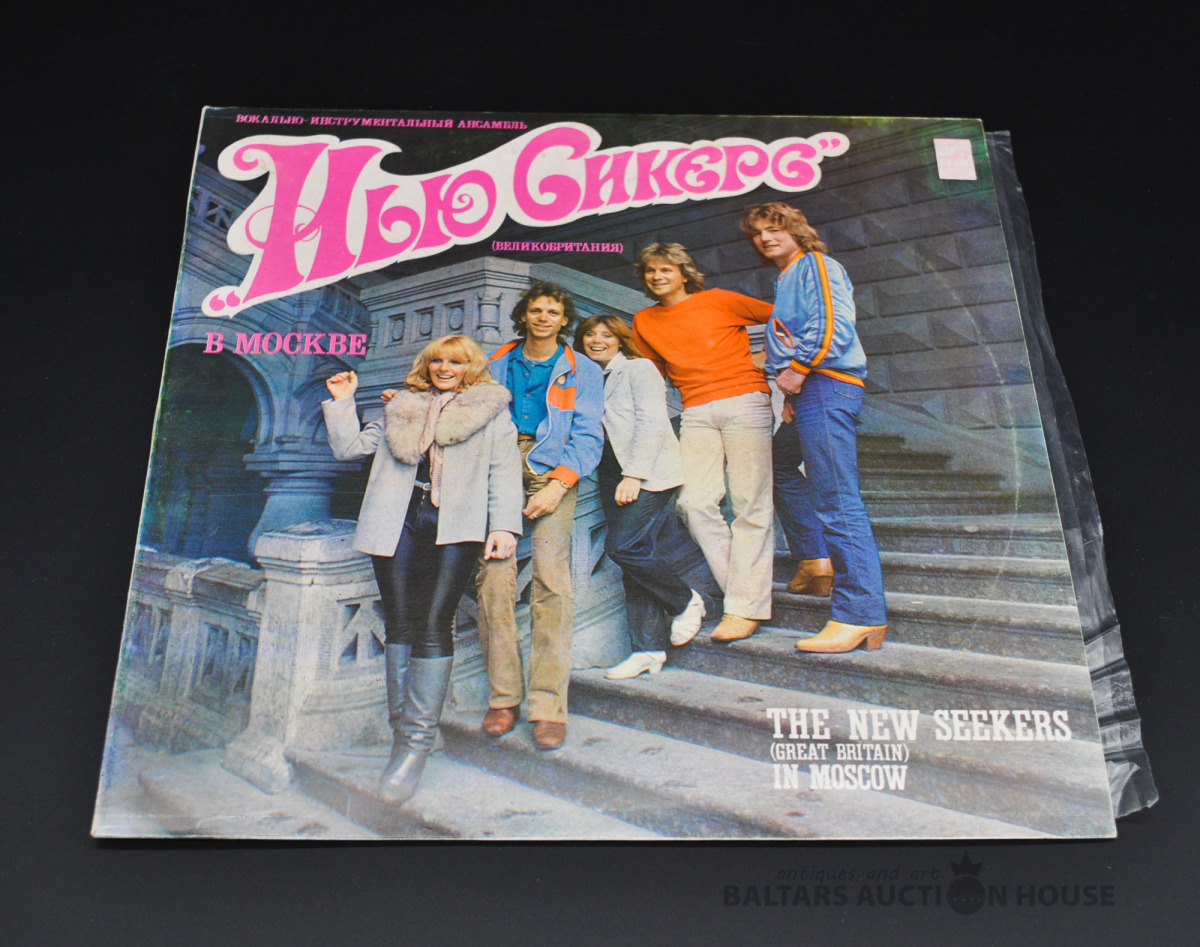 ВОКАЛЬНО-ИНСТРУМЕНТАЛЬНЫЙ АНСАМБЛЬ
„Нью Сикерс”
(ВЕЛИКОБРИТАНИЯ)
В МОСКВЕ
THE NEW SEEKERS
(GREAT BRITAIN)
IN MOSCOW
antiques and art
BALTARS AUCTION HOUSE